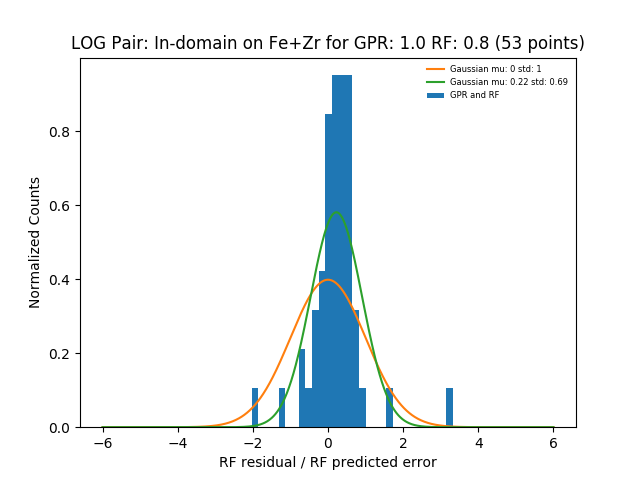 LOG Pair: In-domain on Fe+Zr for GPR: 1.0 RF: 0.8 (53 points)
Gaussian mu: 0 std: 1
Gaussian mu: 0.22 std: 0.69
GPR and RF
Normalized Counts
0.8
0.6
0.4
0.2
0.0
−6 −4 −2 0 2 4 6
RF residual / RF predicted error